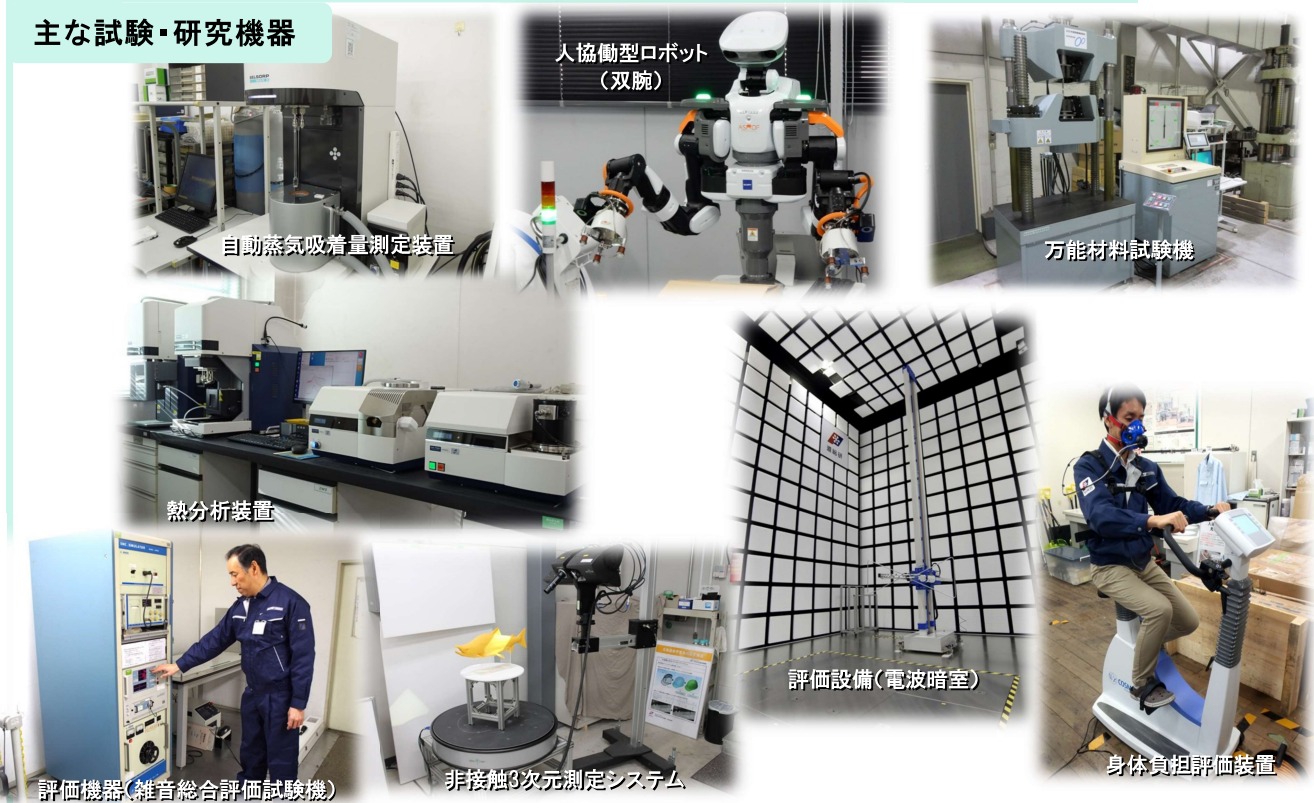 主な試験・研究機器
自動蒸気吸着量測定装置
人協働型ロボット
（双腕）
万能材料試験機
熱分析装置
評価設備（電波暗室）
身体負担評価装置
評価機器（雑音総合評価試験機）
非接触3次元測定システム